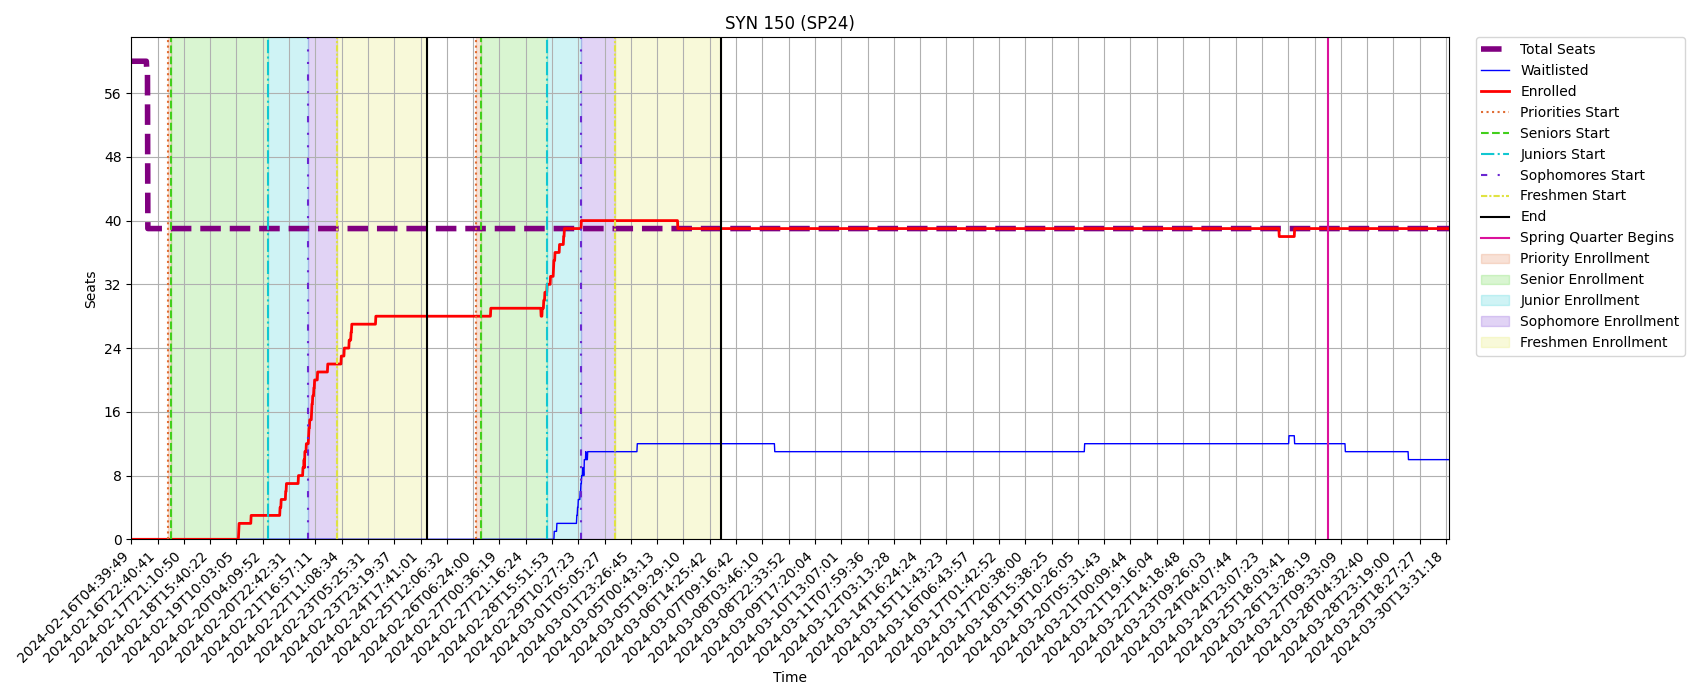 SYN 150 (SP24)
Seats
56
48
40
32
24
16
8
0
2024-02-16T04:39:49
2024-02-16T22:40:41
2024-02-17T21:10:50
2024-02-18T15:40:22
2024-02-19T10:03:05
2024-02-20T04:09:52
2024-02-20T22:42:31
2024-02-21T16:57:11
2024-02-22T11:08:34
2024-02-23T05:25:31
2024-02-23T23:19:37
2024-02-24T17:41:01
2024-02-25T12:06:32
2024-02-26T06:24:00
2024-02-27T00:36:19
2024-02-27T21:16:24
2024-02-28T15:51:53
2024-02-29T10:27:23
2024-03-01T05:05:27
2024-03-01T23:26:45
2024-03-05T00:43:13
2024-03-05T19:29:10
2024-03-06T14:25:42
2024-03-07T09:16:42
2024-03-08T03:46:10
2024-03-08T22:33:52
2024-03-09T17:20:04
2024-03-10T13:07:01
2024-03-11T07:59:36
2024-03-14T03:13:28
2024-03-14T16:24:24
2024-03-15T11:43:23
2024-03-16T06:43:57
2024-03-17T01:42:52
2024-03-17T20:38:00
2024-03-18T15:38:25
2024-03-19T10:26:05
2024-03-20T05:31:43
2024-03-21T00:09:44
2024-03-21T19:16:04
2024-03-22T14:18:48
2024-03-23T09:26:03
2024-03-24T04:07:44
2024-03-24T23:07:23
2024-03-25T18:03:41
2024-03-26T13:28:19
2024-03-27T09:33:09
2024-03-28T04:32:40
2024-03-28T23:19:00
2024-03-29T18:27:27
2024-03-30T13:31:18
Time
Total Seats
Waitlisted
Enrolled
Priorities Start
Seniors Start
Juniors Start
Sophomores Start
Freshmen Start
End
Spring Quarter Begins
Priority Enrollment
Senior Enrollment
Junior Enrollment
Sophomore Enrollment
Freshmen Enrollment